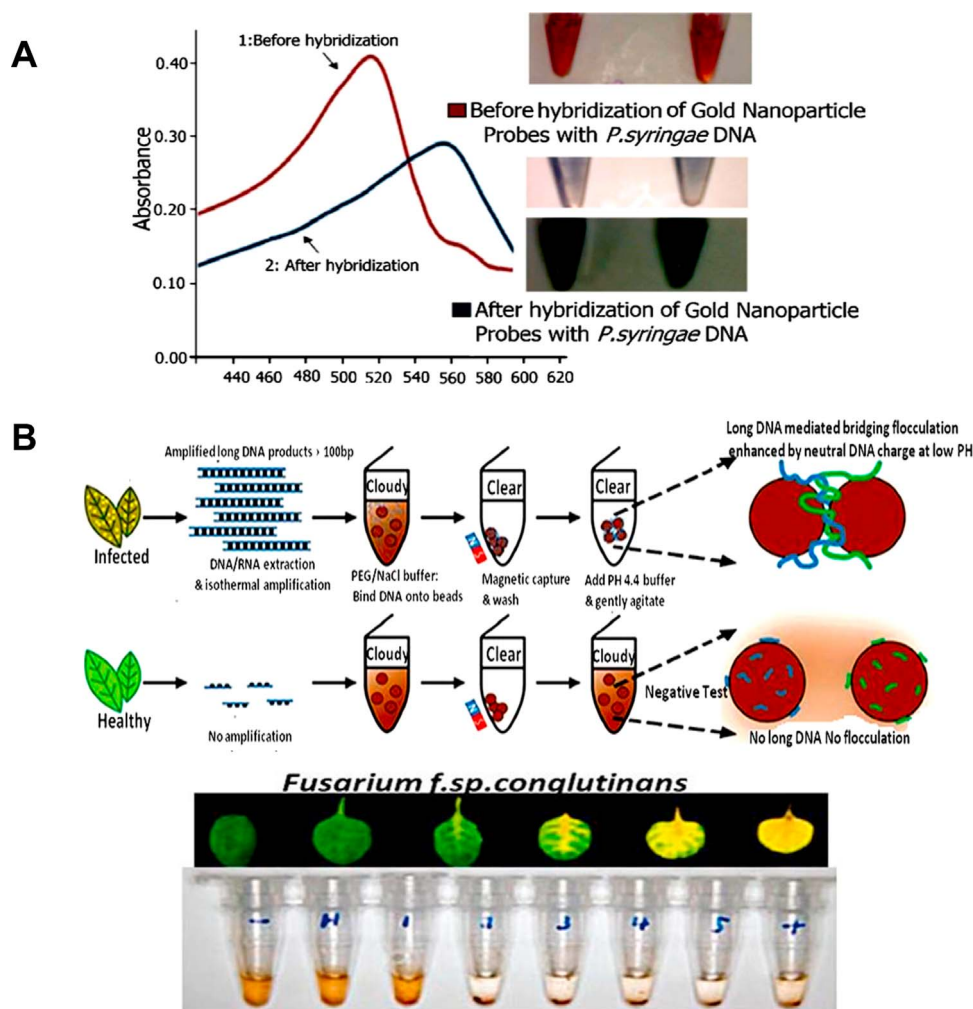 A
1:Before hybridization
0.40
0.30
Absorbance
0.20
0.10
0.00
2: After hybridization
440 460 480 500 520 540 560 580 600 620
Before hybridization of Gold Nanoparticle
Probes with P.syringae DNA
After hybridization of Gold Nanoparticle
Probes with P.syringae DNA
B
Amplified long DNA products > 100bp
Infected
DNA/RNA extraction
& isothermal amplification
Cloudy
PEG/NaCl buffer:
Bind DNA onto beads
Clear
N S
Magnetic capture
& wash
Clear
Add PH 4.4 buffer
& gently agitate
Long DNA mediated bridging flocculation
enhanced by neutral DNA charge at low PH
Healthy
No amplification
Cloudy
Clear
N S
Cloudy
Negative Test
No long DNA No flocculation
Fusarium f.sp.conglutinans
- H 1 2 3 4 5 +